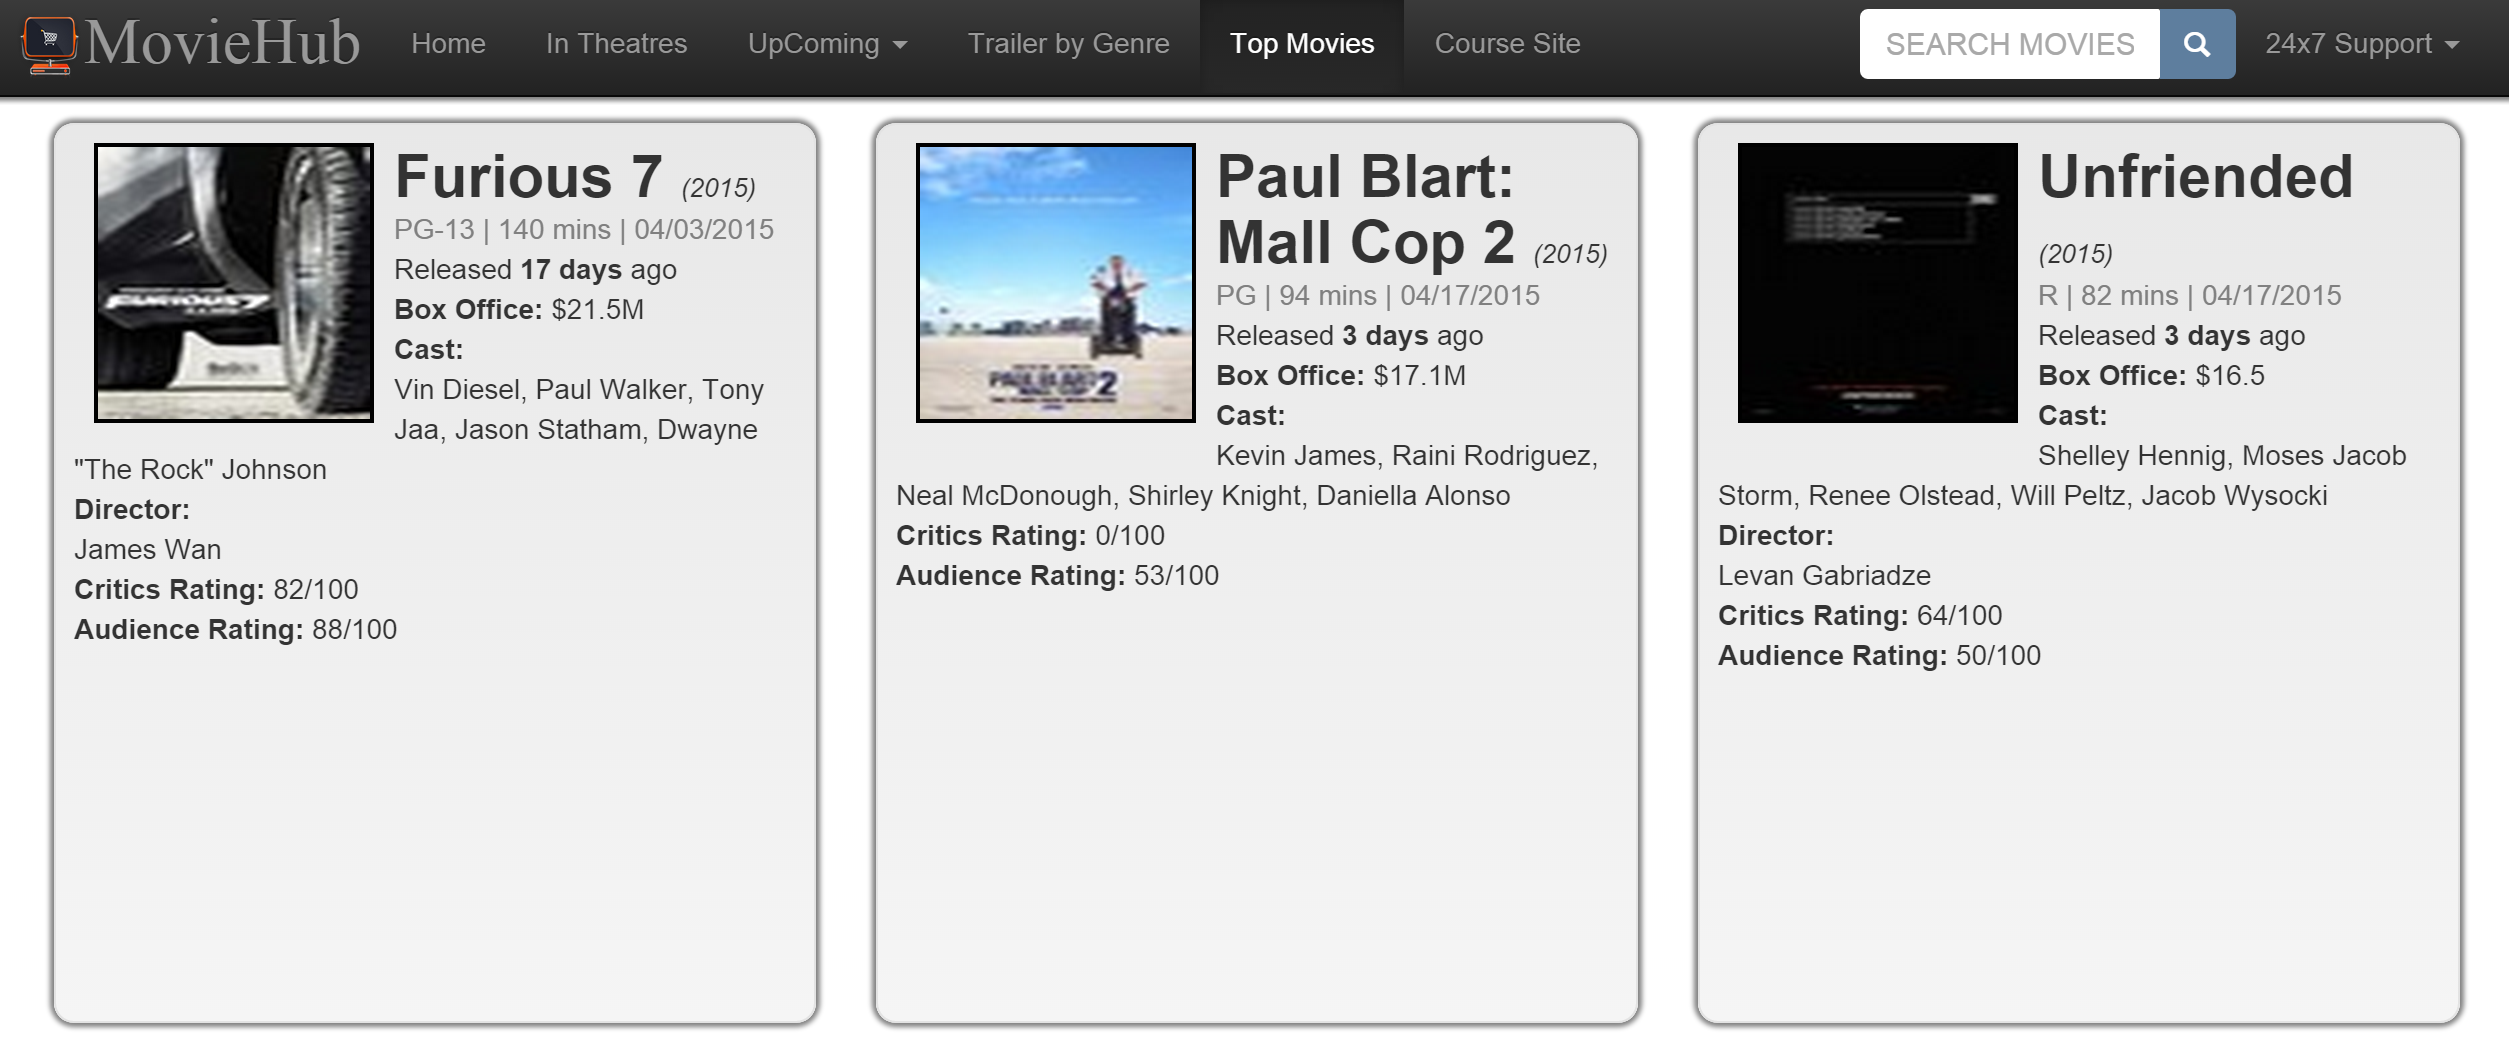 MovieHub Home In Theatres UpComing Trailer by Genre Top Movies Course Site SEARCH MOVIES 24x7 Support
Furious 7 (2015)
PG-13 | 140 mins | 04/03/2015
Released 17 days ago
Box Office: $21.5M
Cast:
Vin Diesel, Paul Walker, Tony
Jaa, Jason Statham, Dwayne
"The Rock" Johnson
Director:
James Wan
Critics Rating: 82/100
Audience Rating: 88/100
FURIOUS 7
Paul Blart:
Mall Cop 2 (2015)
PG | 94 mins | 04/17/2015
Released 3 days ago
Box Office: $17.1M
Cast:
Kevin James, Raini Rodriguez,
Neal McDonough, Shirley Knight, Daniella Alonso
Critics Rating: 0/100
Audience Rating: 53/100
PAUL BLART
MALL COP 2
Unfriended
(2015)
R | 82 mins | 04/17/2015
Released 3 days ago
Box Office: $16.5
Cast:
Shelley Hennig, Moses Jacob
Storm, Renee Olstead, Will Peltz, Jacob Wysocki
Director:
Levan Gabriadze
Critics Rating: 64/100
Audience Rating: 50/100